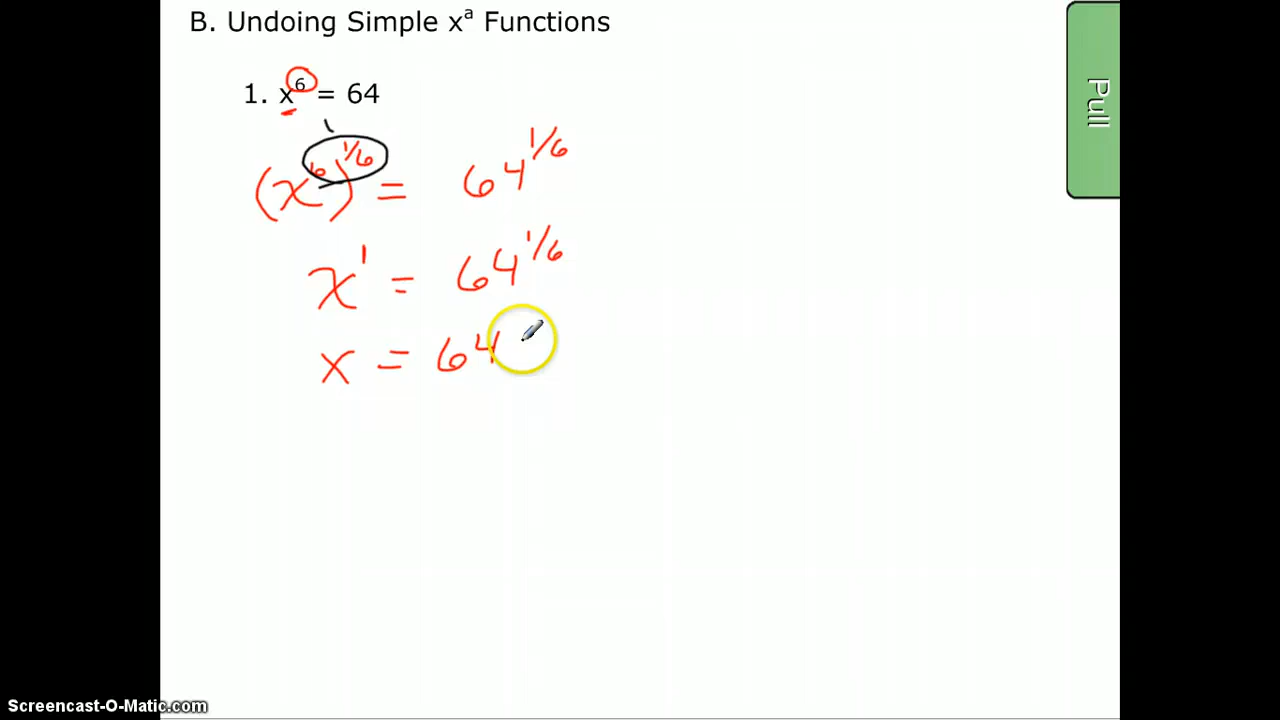 B. Undoing Simple xᵃ Functions
Pull
1. x⁶ = 64
1
(x⁶)^1/6 = 64^1/6
x¹ = 64^1/6
x = 64
Screencast-O-Matic.com